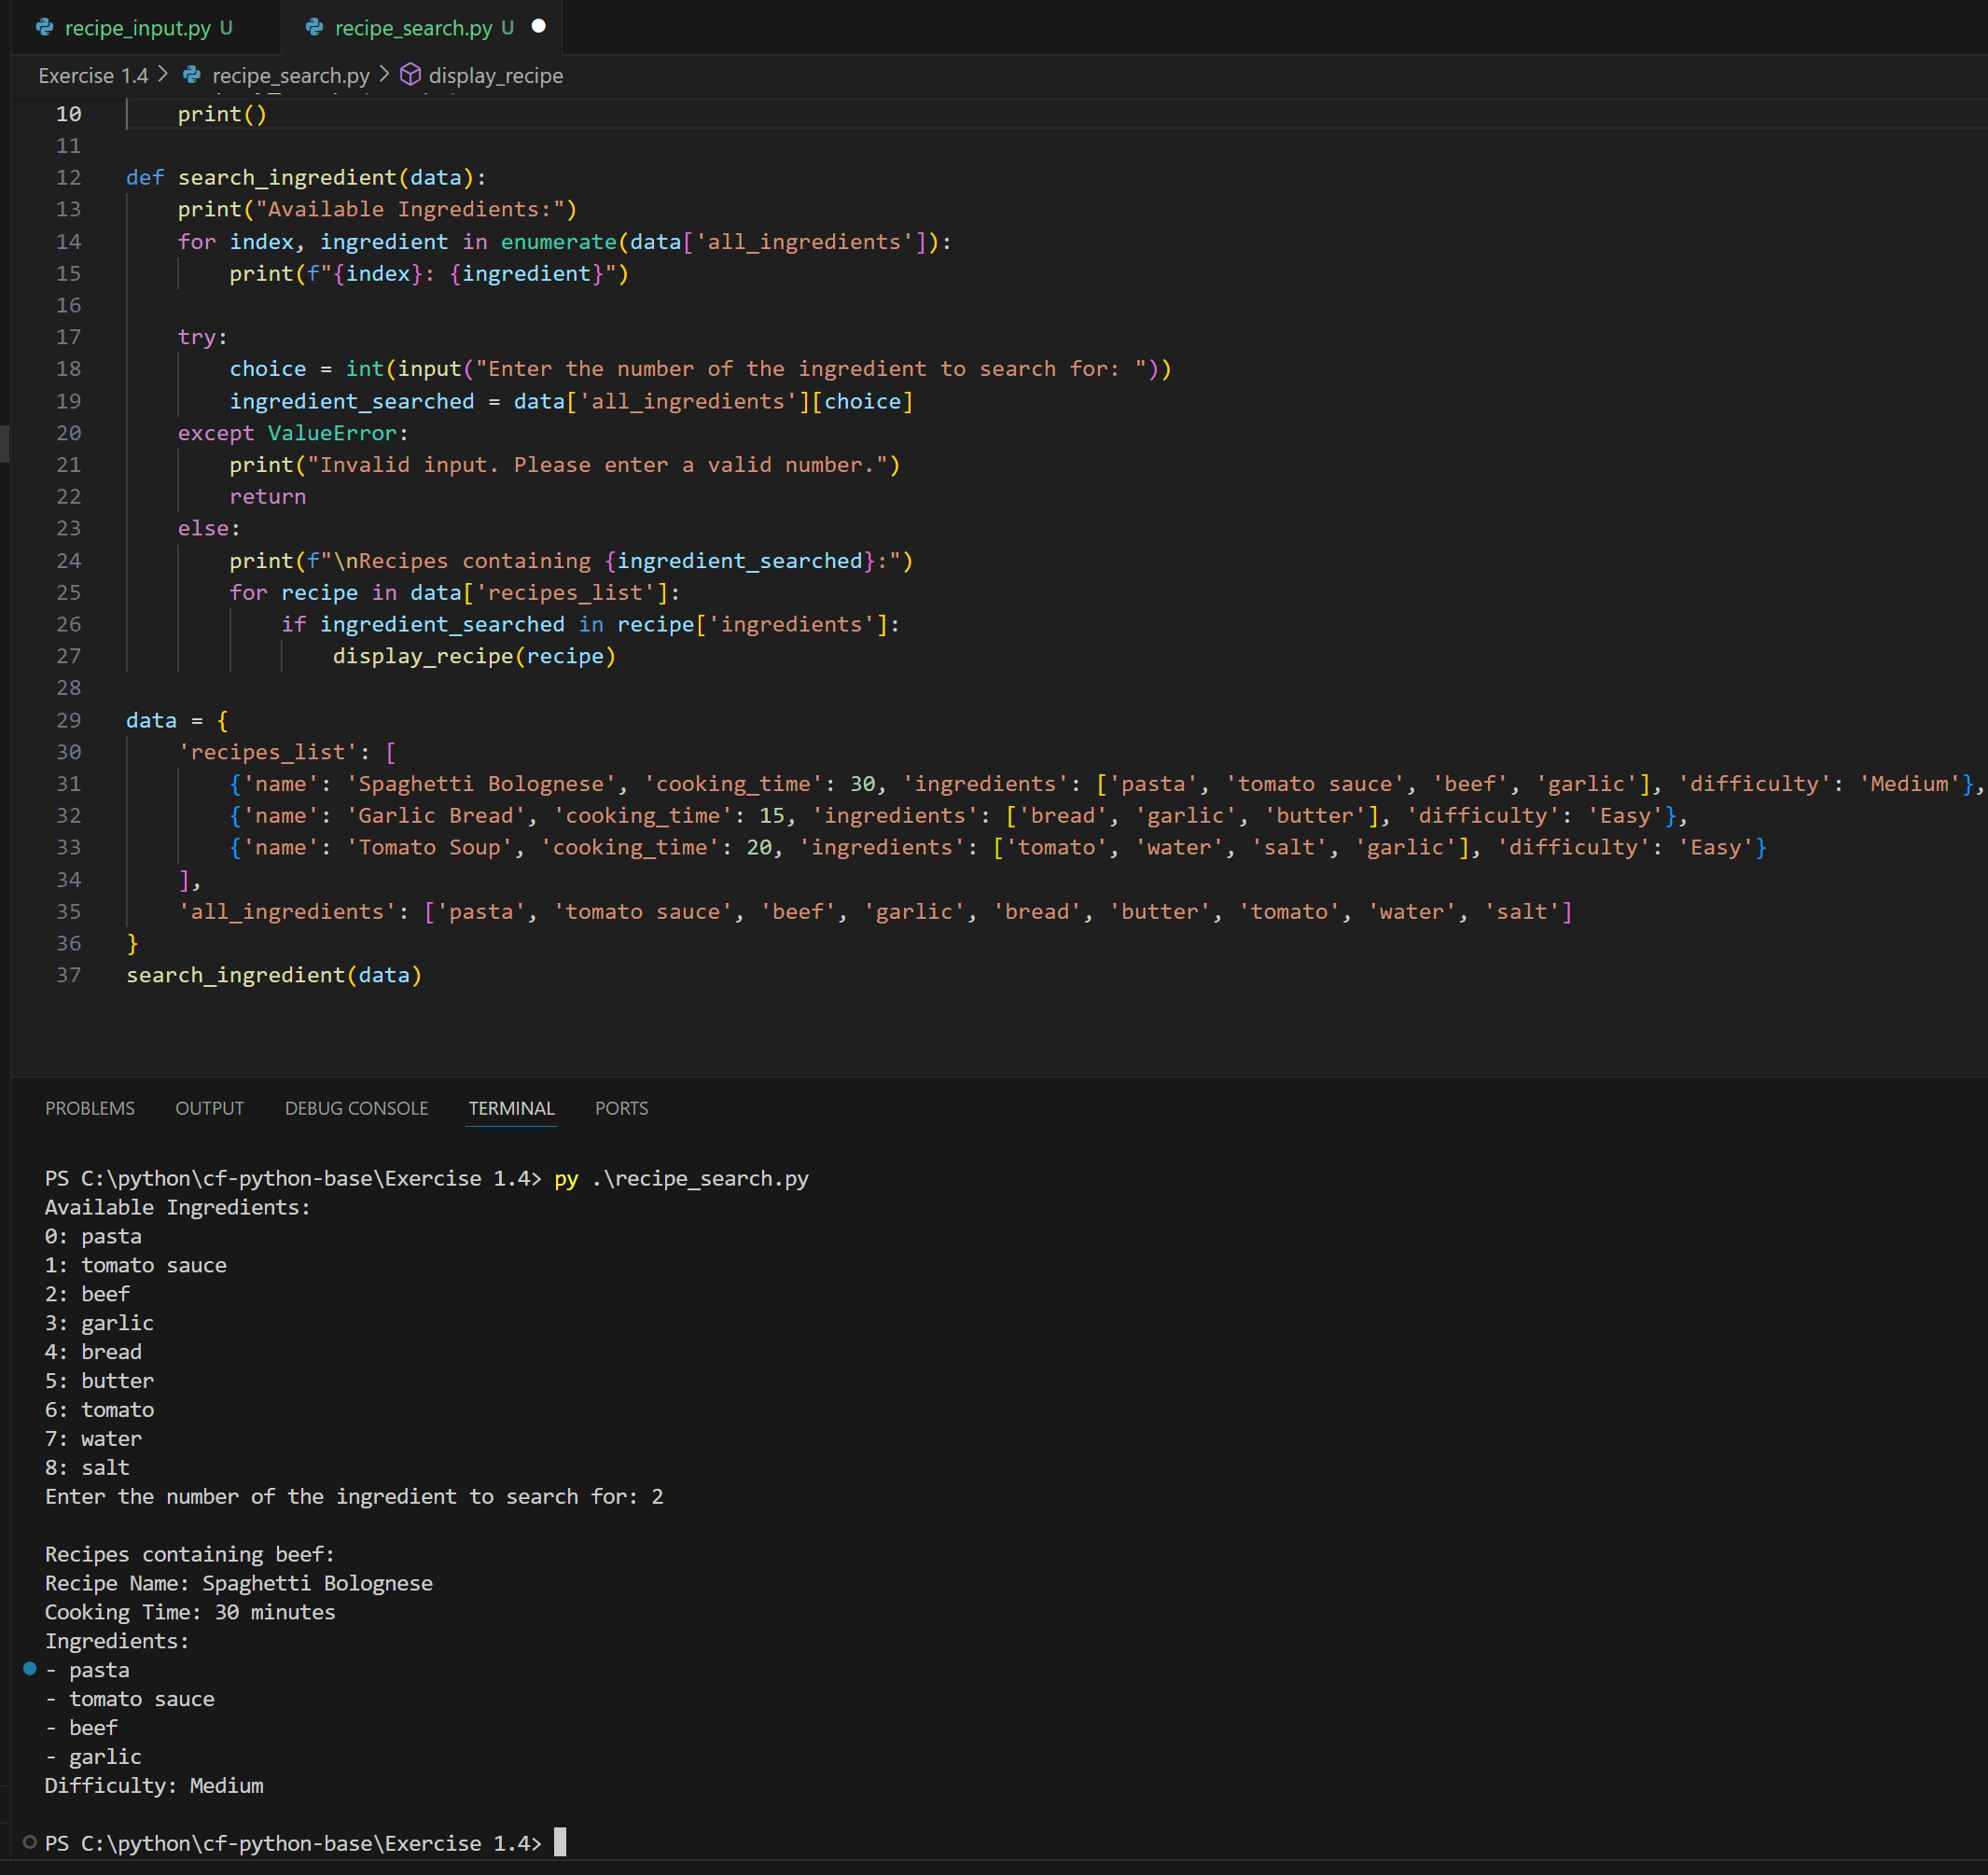 recipe_input.py U
recipe_search.py U
Exercise 1.4 > recipe_search.py > display_recipe
10     print()
11
12 def search_ingredient(data):
13     print("Available Ingredients:")
14     for index, ingredient in enumerate(data['all_ingredients']):
15         print(f"{index}: {ingredient}")
16
17     try:
18         choice = int(input("Enter the number of the ingredient to search for: "))
19         ingredient_searched = data['all_ingredients'][choice]
20     except ValueError:
21         print("Invalid input. Please enter a valid number.")
22         return
23     else:
24         print(f"\nRecipes containing {ingredient_searched}:")
25         for recipe in data['recipes_list']:
26             if ingredient_searched in recipe['ingredients']:
27                 display_recipe(recipe)
28
29 data = {
30     'recipes_list': [
31         {'name': 'Spaghetti Bolognese', 'cooking_time': 30, 'ingredients': ['pasta', 'tomato sauce', 'beef', 'garlic'], 'difficulty': 'Medium'},
32         {'name': 'Garlic Bread', 'cooking_time': 15, 'ingredients': ['bread', 'garlic', 'butter'], 'difficulty': 'Easy'},
33         {'name': 'Tomato Soup', 'cooking_time': 20, 'ingredients': ['tomato', 'water', 'salt', 'garlic'], 'difficulty': 'Easy'}
34     ],
35     'all_ingredients': ['pasta', 'tomato sauce', 'beef', 'garlic', 'bread', 'butter', 'tomato', 'water', 'salt']
36 }
37 search_ingredient(data)
PROBLEMS OUTPUT DEBUG CONSOLE TERMINAL PORTS
PS C:\python\cf-python-base\Exercise 1.4> py .\recipe_search.py
Available Ingredients:
0: pasta
1: tomato sauce
2: beef
3: garlic
4: bread
5: butter
6: tomato
7: water
8: salt
Enter the number of the ingredient to search for: 2
Recipes containing beef:
Recipe Name: Spaghetti Bolognese
Cooking Time: 30 minutes
Ingredients:
- pasta
- tomato sauce
- beef
- garlic
Difficulty: Medium
PS C:\python\cf-python-base\Exercise 1.4>